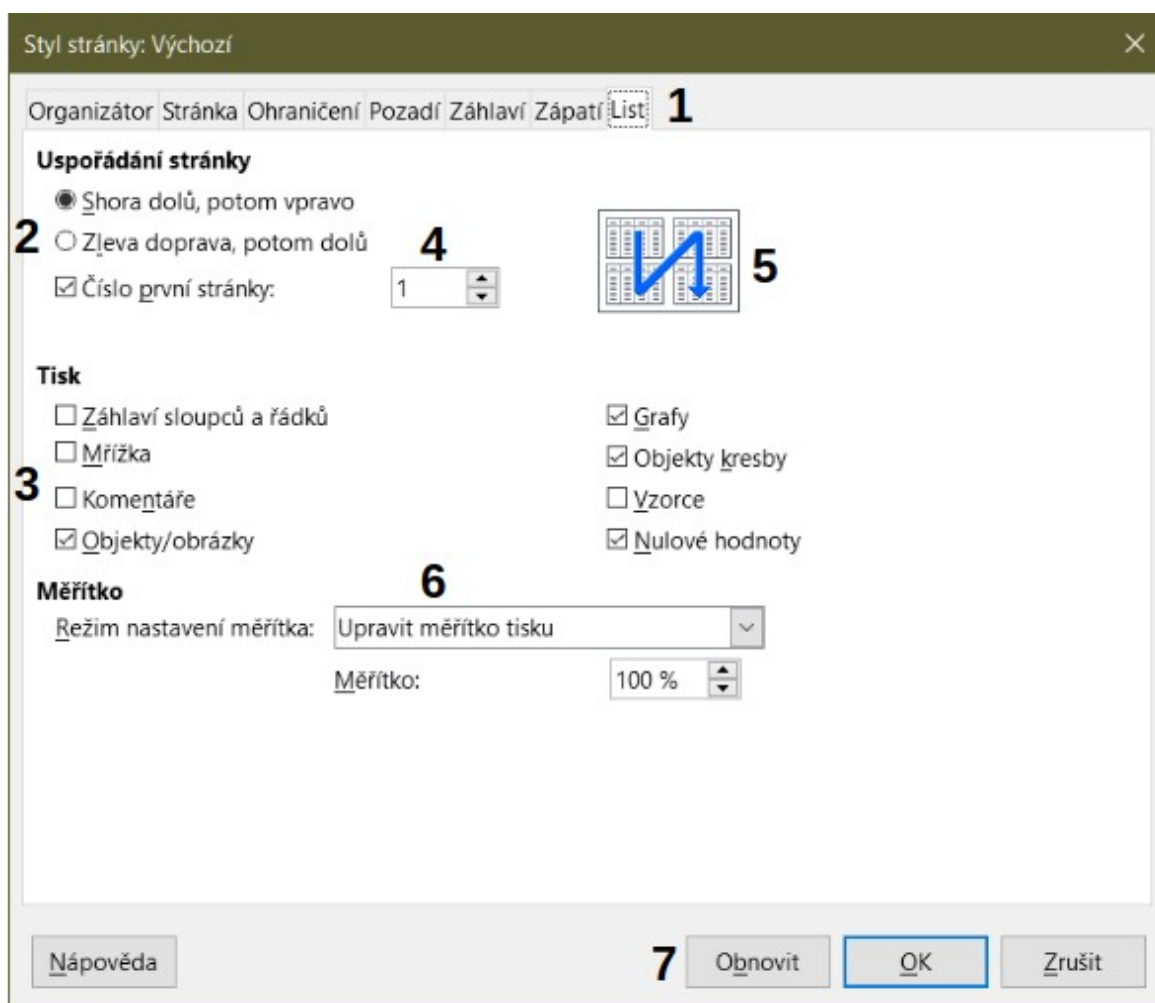 Styl stránky: Výchozí
Organizátor Stránka Ohraničení Pozadí Záhlaví Zápatí List 1
Uspořádání stránky
Shora dolů, potom vpravo
2 Zleva doprava, potom dolů 4
Číslo první stránky: 1
5
Tisk
Záhlaví sloupců a řádků Grafy
Mřížka Objekty kresby
3 Komentáře Vzorce
Objekty/obrázky Nulové hodnoty
Měřítko 6
Režim nastavení měřítka: Upravit měřítko tisku
Měřítko: 100 %
Nápověda 7 Obnovit OK Zrušit